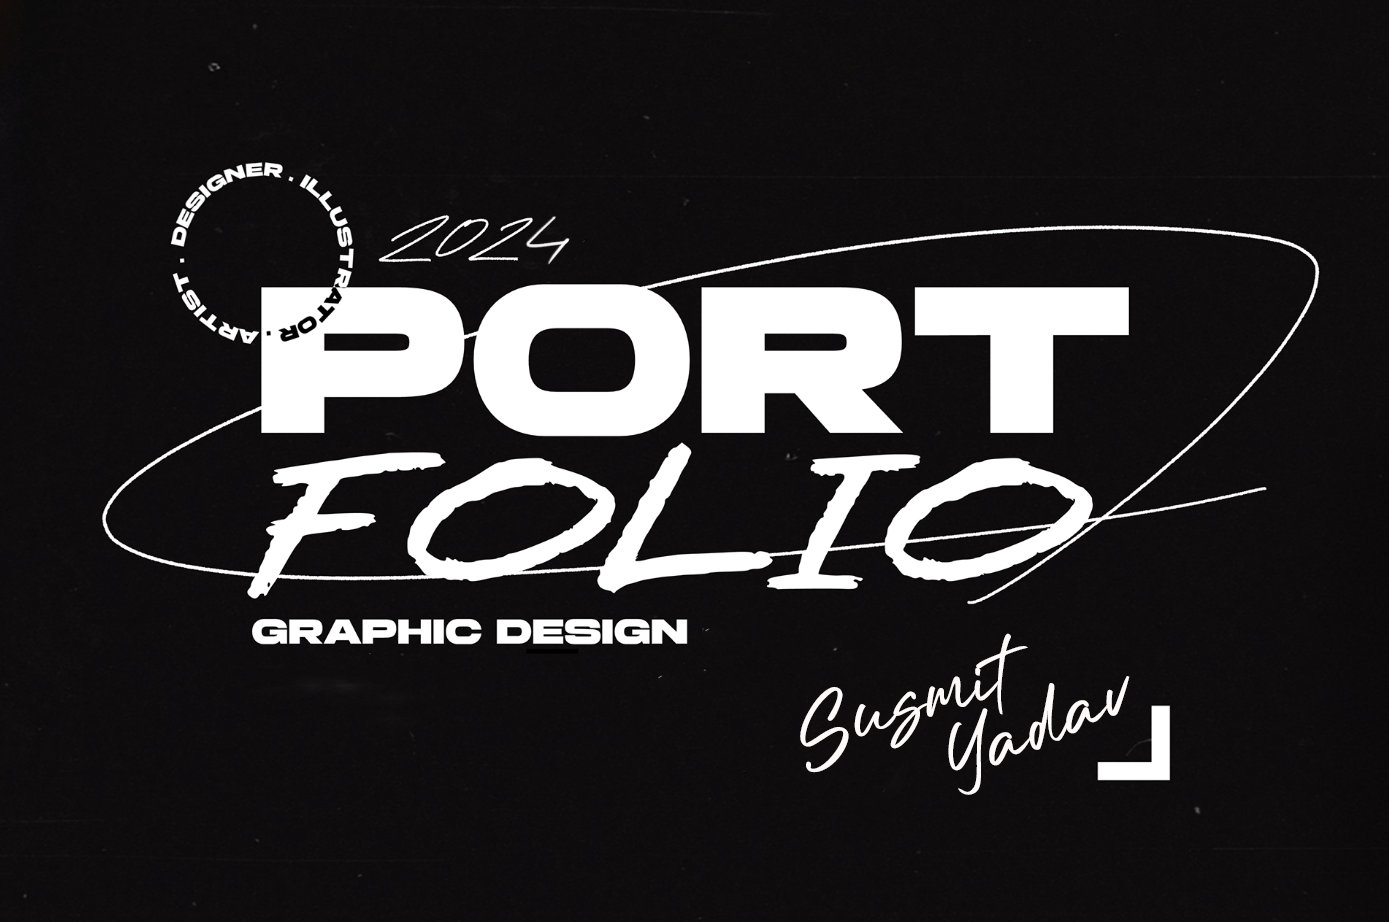 DESIGNER . ILLUSTRATOR . ARTIST .
2024
PORT
FOLIO
GRAPHIC DESIGN
Susmit
Yadav